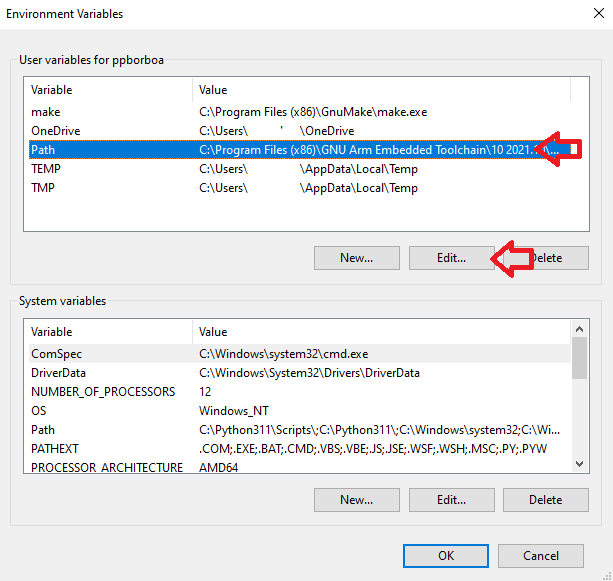 Environment Variables
User variables for ppborboa
Variable Value
make C:\Program Files (x86)\GnuMake\make.exe
OneDrive C:\Users\ ' \OneDrive
Path C:\Program Files (x86)\GNU Arm Embedded Toolchain\10 2021.
TEMP C:\Users\ \AppData\Local\Temp
TMP C:\Users\ \AppData\Local\Temp
New... Edit... Delete
System variables
Variable Value
ComSpec C:\Windows\system32\cmd.exe
DriverData C:\Windows\System32\Drivers\DriverData
NUMBER_OF_PROCESSORS 12
OS Windows_NT
Path C:\Python311\Scripts\;C:\Python311\;C:\Windows\system32;C:\Wi...
PATHEXT .COM;.EXE;.BAT;.CMD;.VBS;.VBE;.JS;.JSE;.WSF;.WSH;.MSC;.PY;.PYW
PROCESSOR_ARCHITECTURE AMD64
New... Edit... Delete
OK Cancel